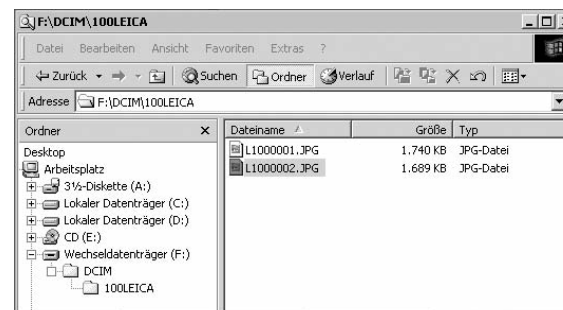 F:\DCIM\100LEICA
Datei Bearbeiten Ansicht Favoriten Extras ?
Zurück Suchen Ordner Verlauf
Adresse F:\DCIM\100LEICA
Ordner x
Dateiname Größe Typ
Desktop
Arbeitsplatz
3½-Diskette (A:)
Lokaler Datenträger (C:)
Lokaler Datenträger (D:)
CD (E:)
Wechseldatenträger (F:)
DCIM
100LEICA
L1000001.JPG 1.740 KB JPG-Datei
L1000002.JPG 1.689 KB JPG-Datei